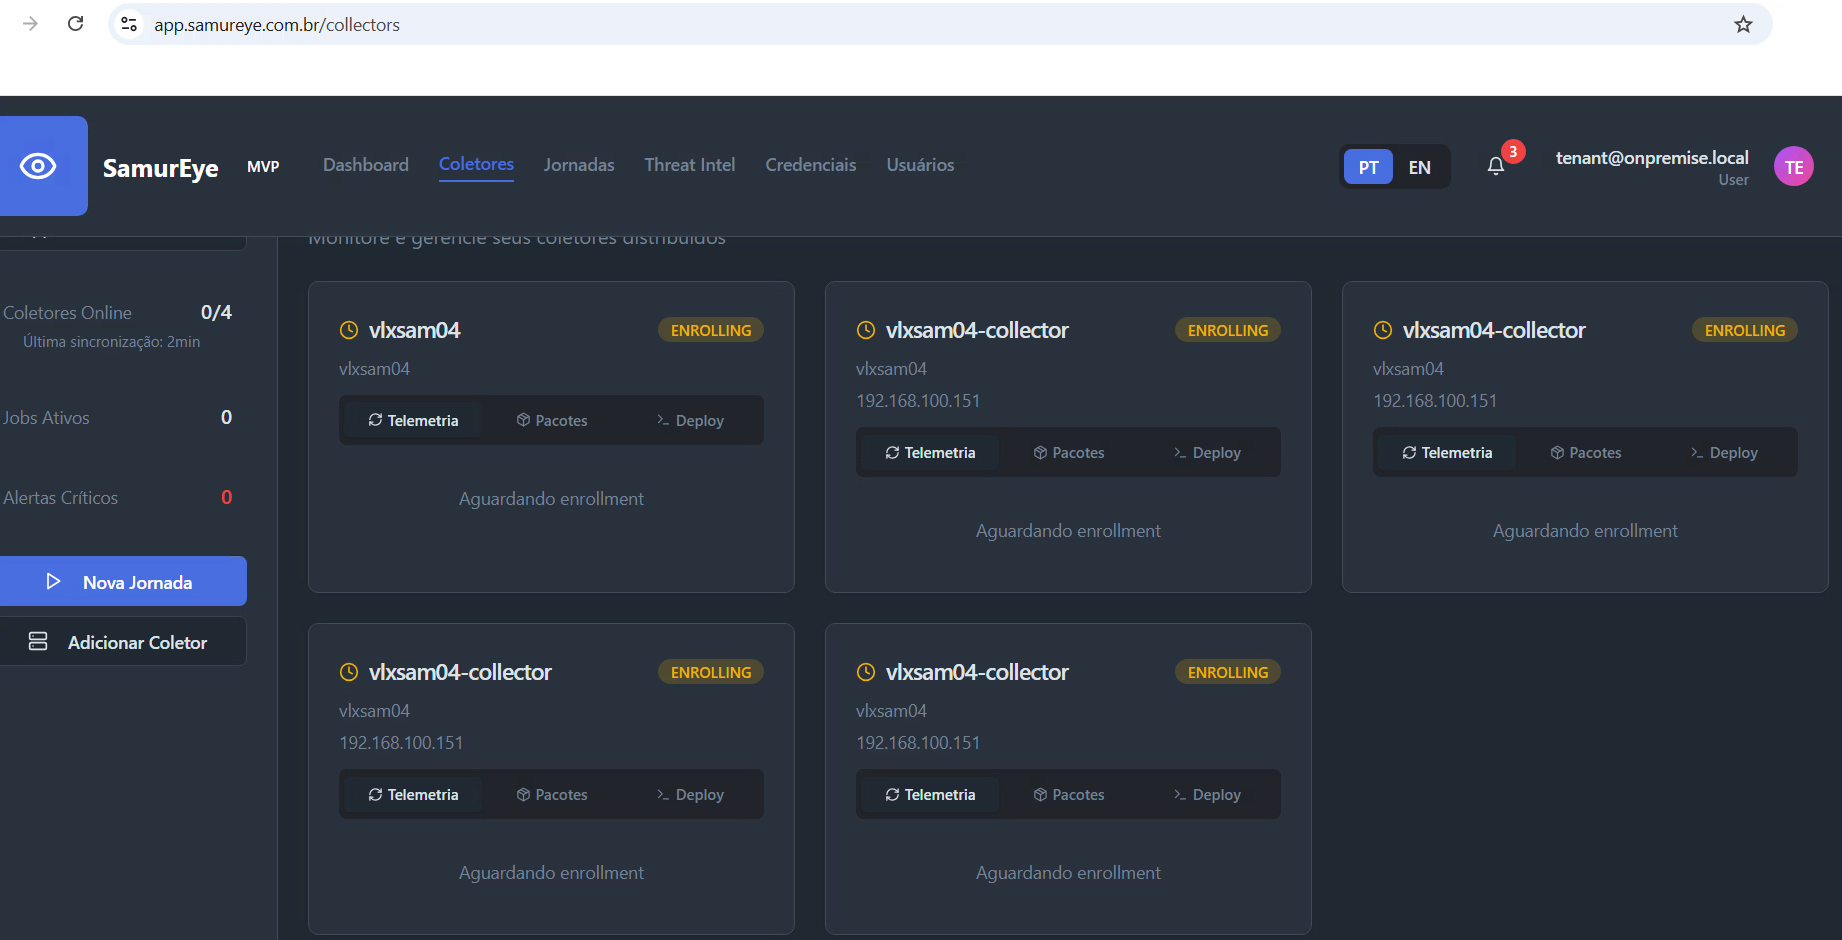 app.samureye.com.br/collectors
SamurEye MVP Dashboard Coletores Jornadas Threat Intel Credenciais Usuários PT EN 3 tenant@onpremise.local TE
User
Monitore e gerencie seus coletores distribuídos
Coletores Online 0/4
Última sincronização: 2min
Jobs Ativos 0
Alertas Críticos 0
Nova Jornada
Adicionar Coletor
vlxsam04 ENROLLING
vlxsam04
Telemetria Pacotes Deploy
Aguardando enrollment
vlxsam04-collector ENROLLING
vlxsam04
192.168.100.151
Telemetria Pacotes Deploy
Aguardando enrollment
vlxsam04-collector ENROLLING
vlxsam04
192.168.100.151
Telemetria Pacotes Deploy
Aguardando enrollment
vlxsam04-collector ENROLLING
vlxsam04
192.168.100.151
Telemetria Pacotes Deploy
Aguardando enrollment
vlxsam04-collector ENROLLING
vlxsam04
192.168.100.151
Telemetria Pacotes Deploy
Aguardando enrollment